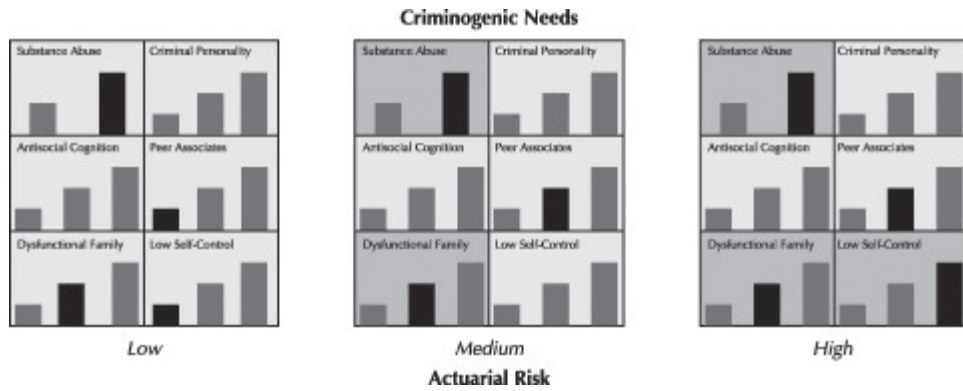 Criminogenic Needs
Substance Abuse Criminal Personality
Antisocial Cognition Peer Associates
Dysfunctional Family Low Self-Control
Low
Substance Abuse Criminal Personality
Antisocial Cognition Peer Associates
Dysfunctional Family Low Self-Control
Medium
Substance Abuse Criminal Personality
Antisocial Cognition Peer Associates
Dysfunctional Family Low Self-Control
High
Actuarial Risk